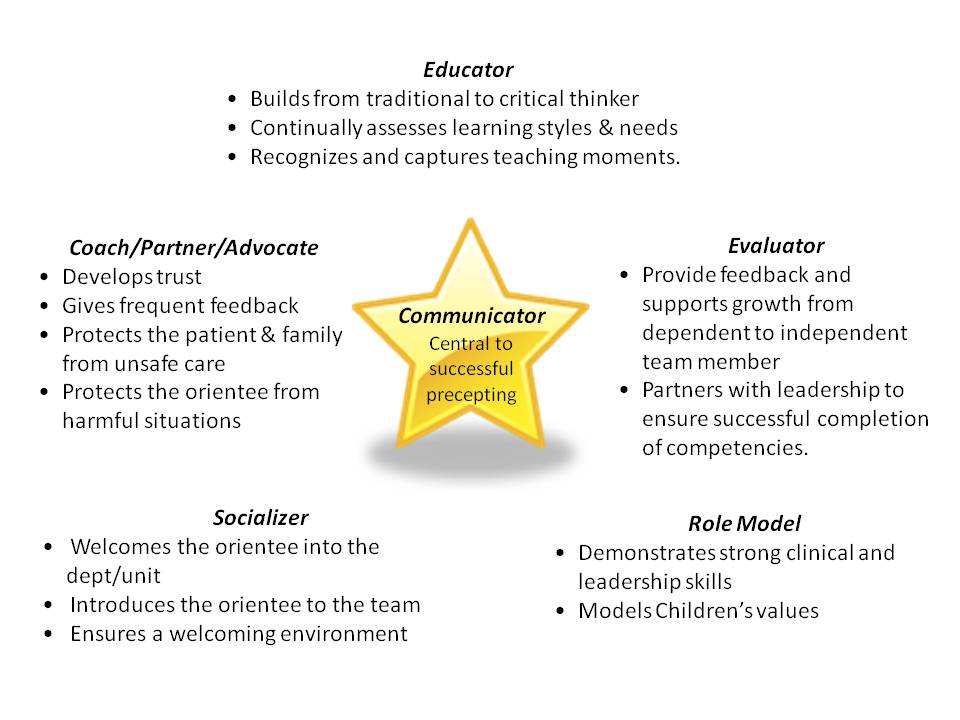 Educator
• Builds from traditional to critical thinker
• Continually assesses learning styles & needs
• Recognizes and captures teaching moments.
Coach/Partner/Advocate
• Develops trust
• Gives frequent feedback
• Protects the patient & family
from unsafe care
• Protects the orientee from
harmful situations
Communicator
Central to
successful
precepting
Evaluator
• Provide feedback and
supports growth from
dependent to independent
team member
• Partners with leadership to
ensure successful completion
of competencies.
Socializer
• Welcomes the orientee into the
dept/unit
• Introduces the orientee to the team
• Ensures a welcoming environment
Role Model
• Demonstrates strong clinical and
leadership skills
• Models Children’s values